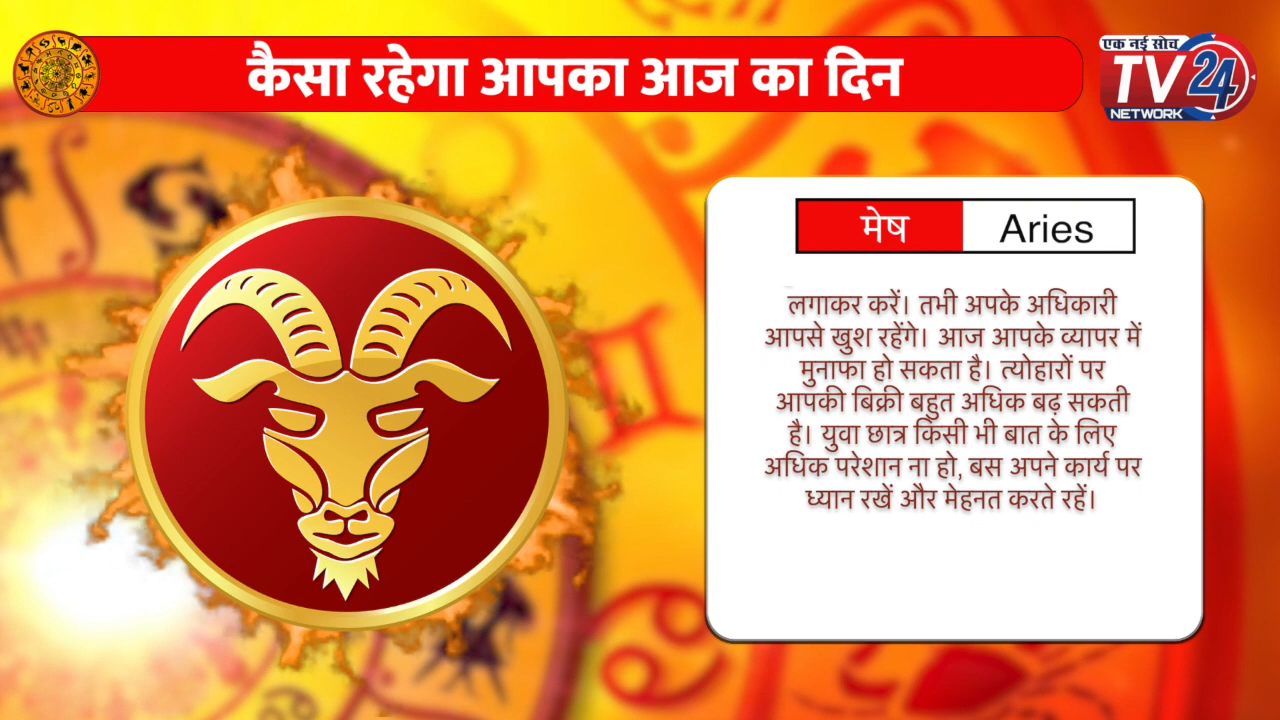 कैसा रहेगा आपका आज का दिन
एक नई सोच
TV24
NETWORK
मेष Aries
लगाकर करें। तभी अपके अधिकारी
आपसे खुश रहेंगे। आज आपके व्यापर में
मुनाफा हो सकता है। त्योहारों पर
आपकी बिक्री बहुत अधिक बढ़ सकती
है। युवा छात्र किसी भी बात के लिए
अधिक परेशान ना हो, बस अपने कार्य पर
ध्यान रखें और मेहनत करते रहें।